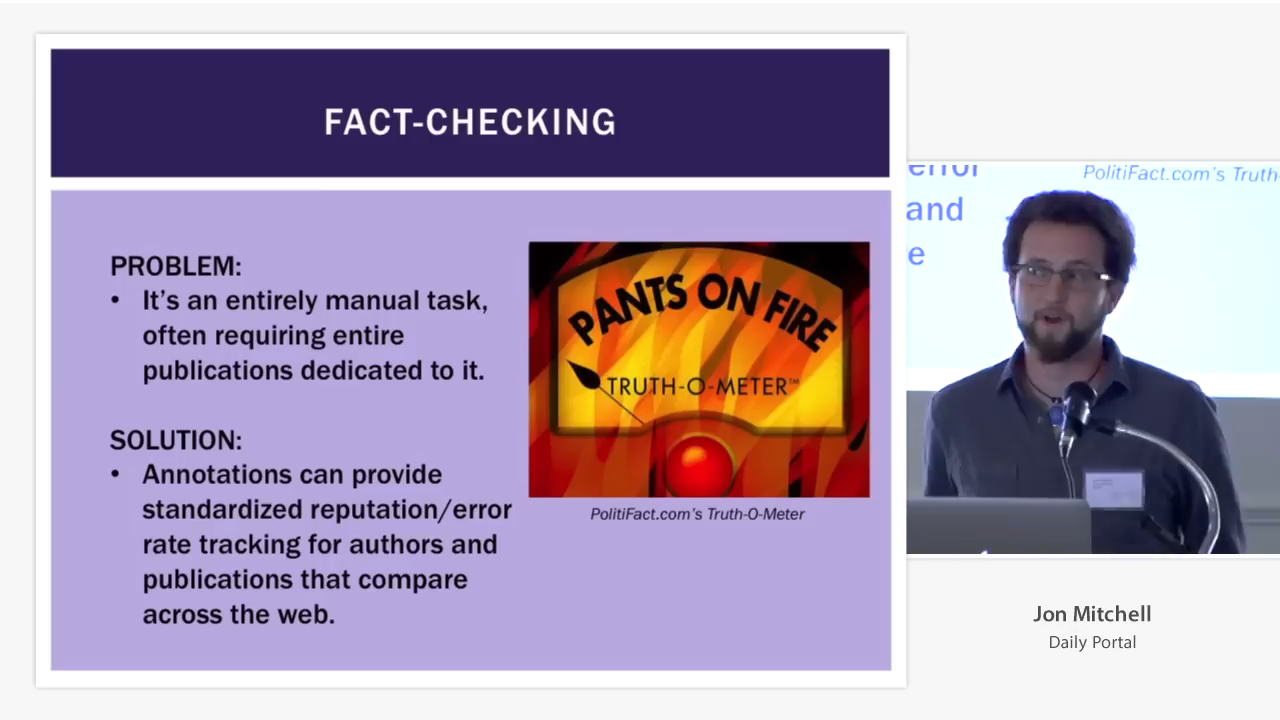 FACT-CHECKING
PROBLEM:
• It's an entirely manual task,
often requiring entire
publications dedicated to it.
SOLUTION:
• Annotations can provide
standardized reputation/error
rate tracking for authors and
publications that compare
across the web.
PANTS ON FIRE
TRUTH-O-METER™
PolitiFact.com's Truth-O-Meter
error
and
e
PolitiFact.com's Truth-
Jon Mitchell
Daily Portal